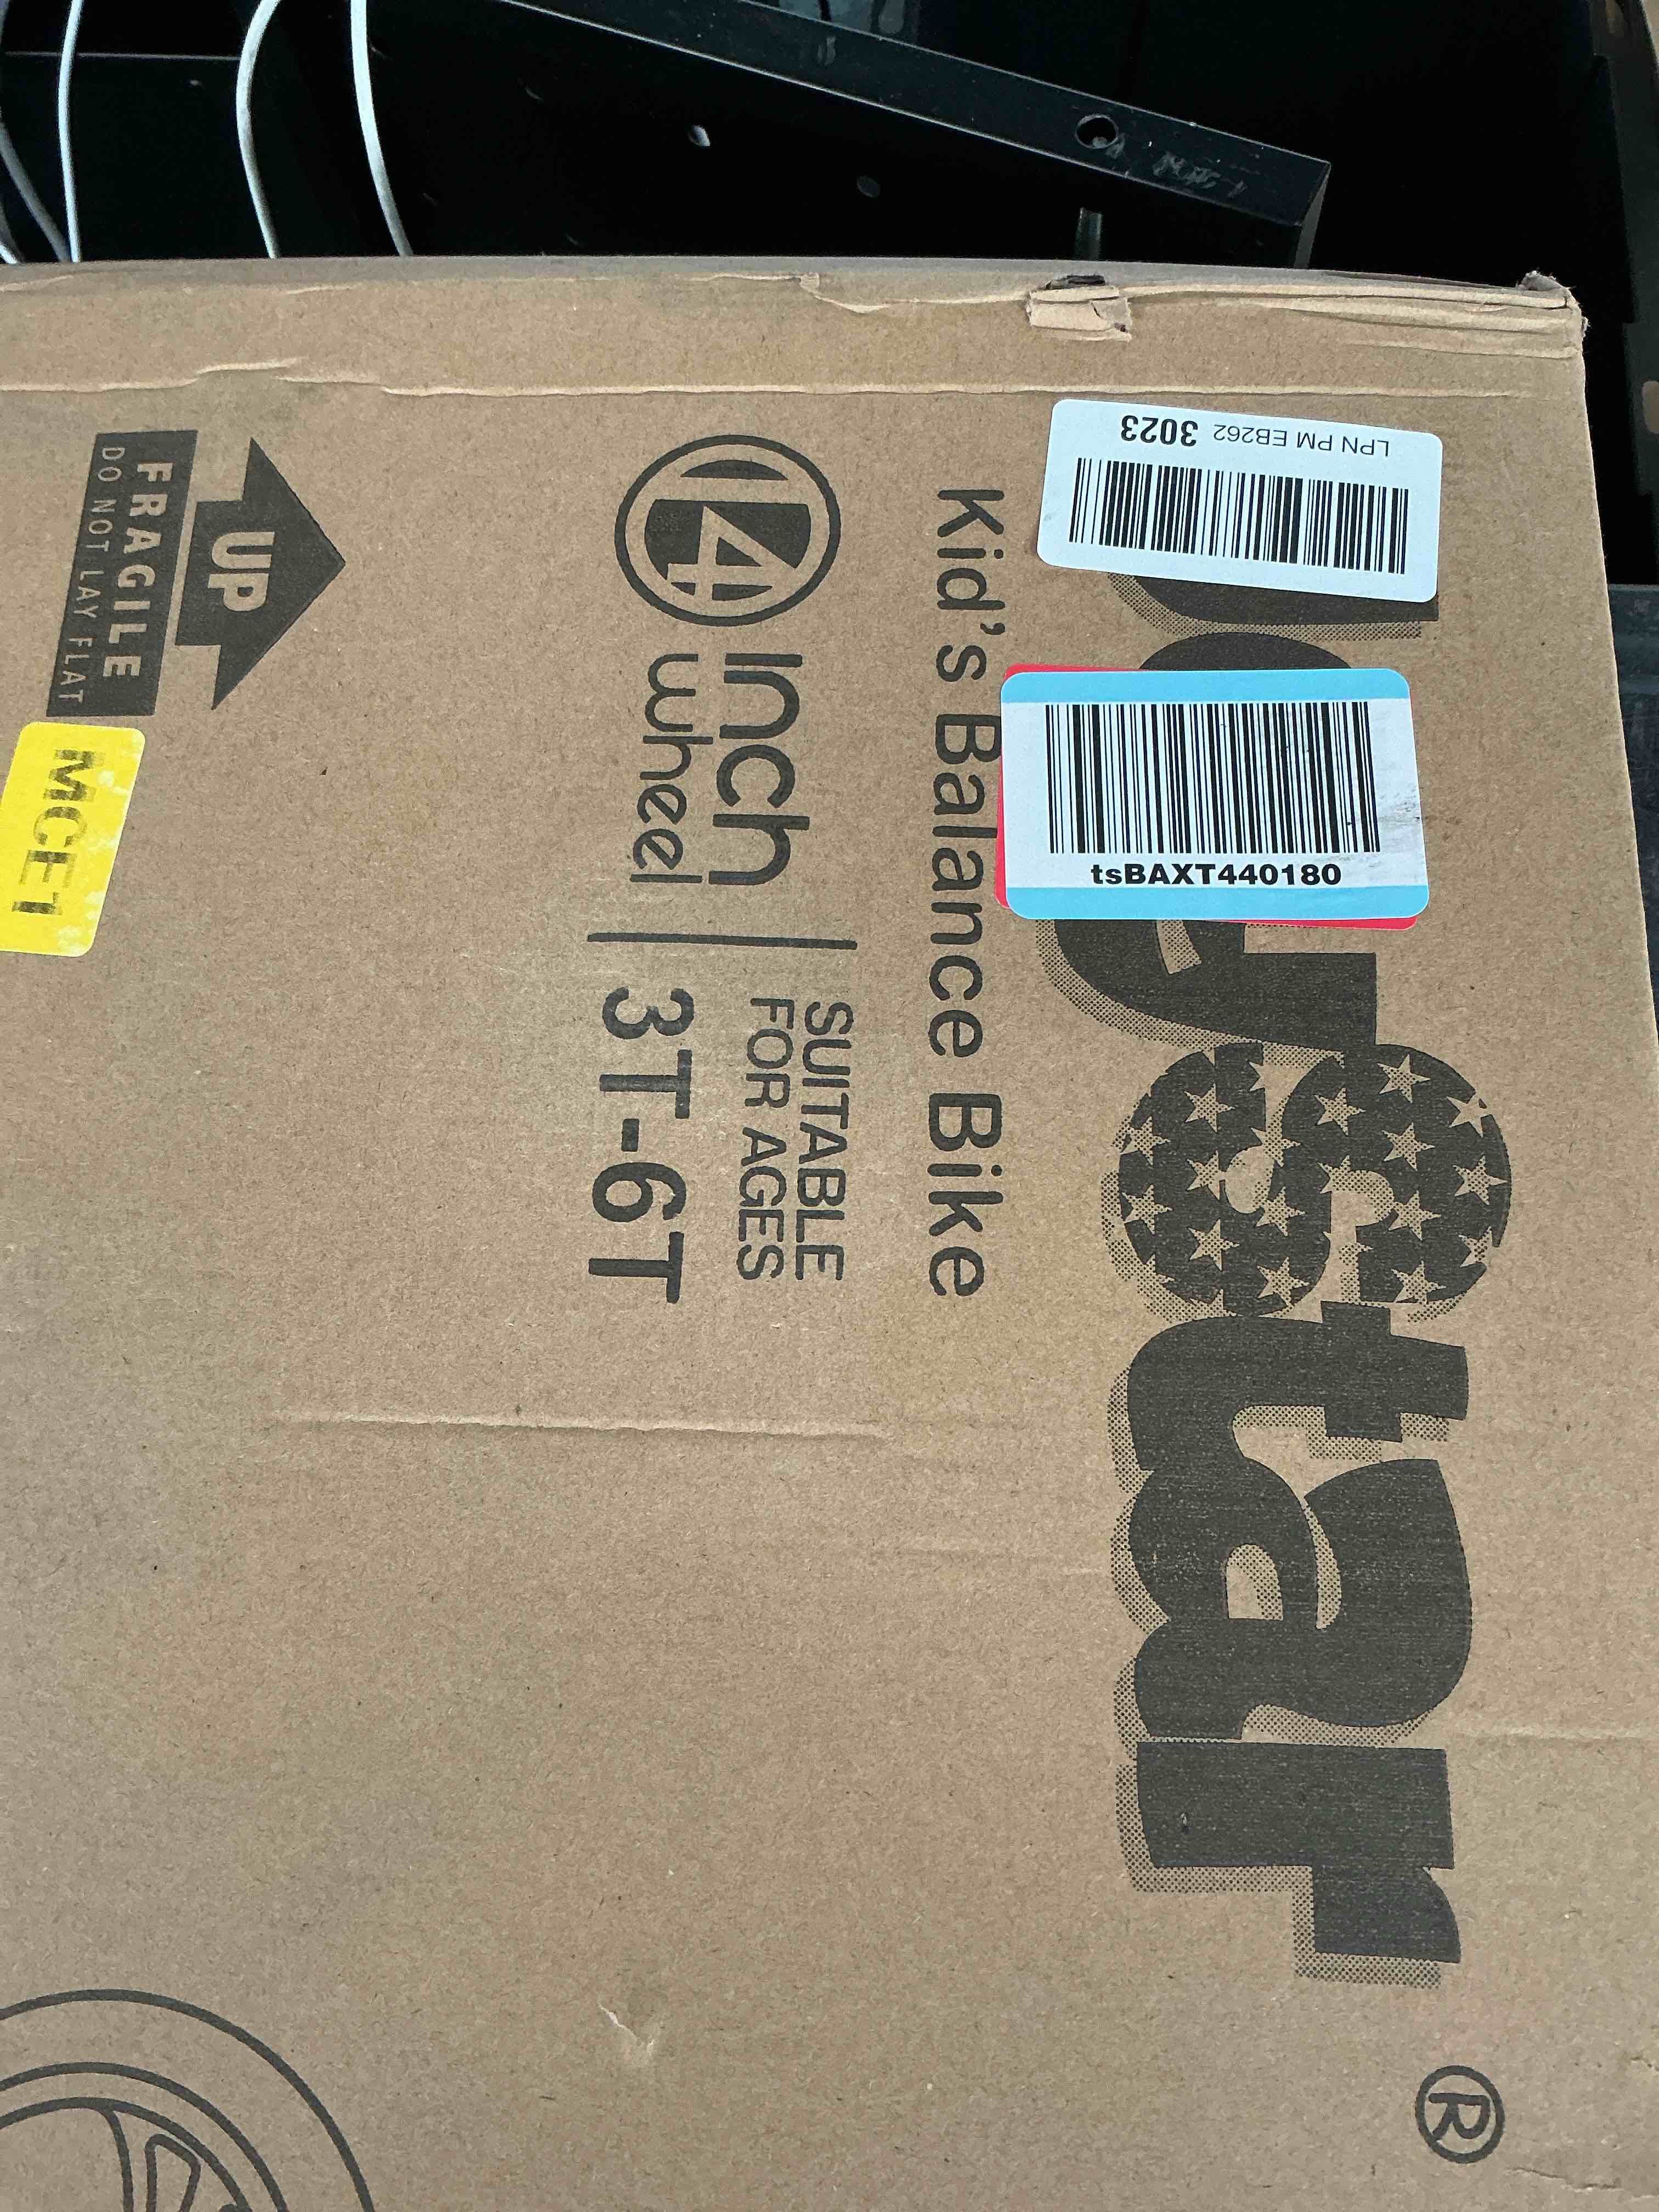 LPN PM EB262 3023
tsBAXT440180
star
®
Kid's Balance Bike
14 Inch
wheel
SUITABLE
FOR AGES
3T-6T
UP
FRAGILE
DO NOT LAY FLAT
MCE1